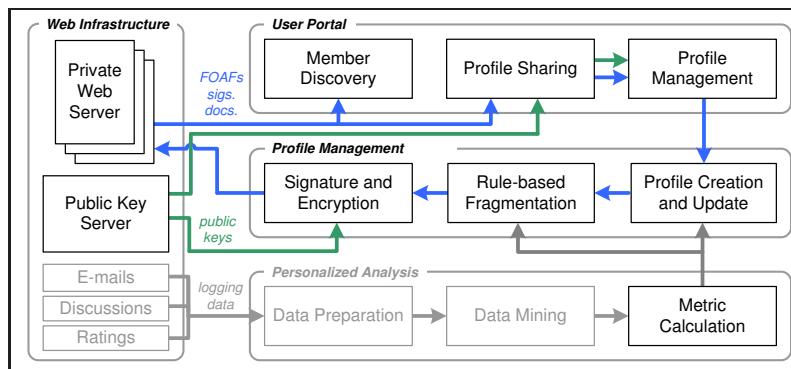 Web Infrastructure
Private
Web
Server
Public Key
Server
E-mails
Discussions
Ratings
FOAFs
sigs.
docs.
public
keys
logging
data
User Portal
Member
Discovery
Profile Sharing
Profile
Management
Profile Management
Signature and
Encryption
Rule-based
Fragmentation
Profile Creation
and Update
Personalized Analysis
Data Preparation
Data Mining
Metric
Calculation